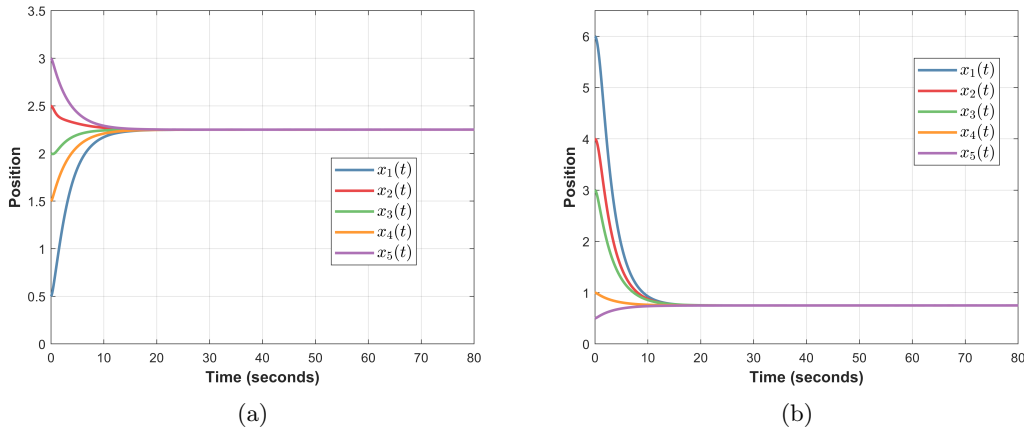 3.5
3
2.5
2
1.5
1
0.5
0
Position
x₁(t)
x₂(t)
x₃(t)
x₄(t)
x₅(t)
0 10 20 30 40 50 60 70 80
Time (seconds)
(a)
6
5
4
3
2
1
0
Position
x₁(t)
x₂(t)
x₃(t)
x₄(t)
x₅(t)
0 10 20 30 40 50 60 70 80
Time (seconds)
(b)